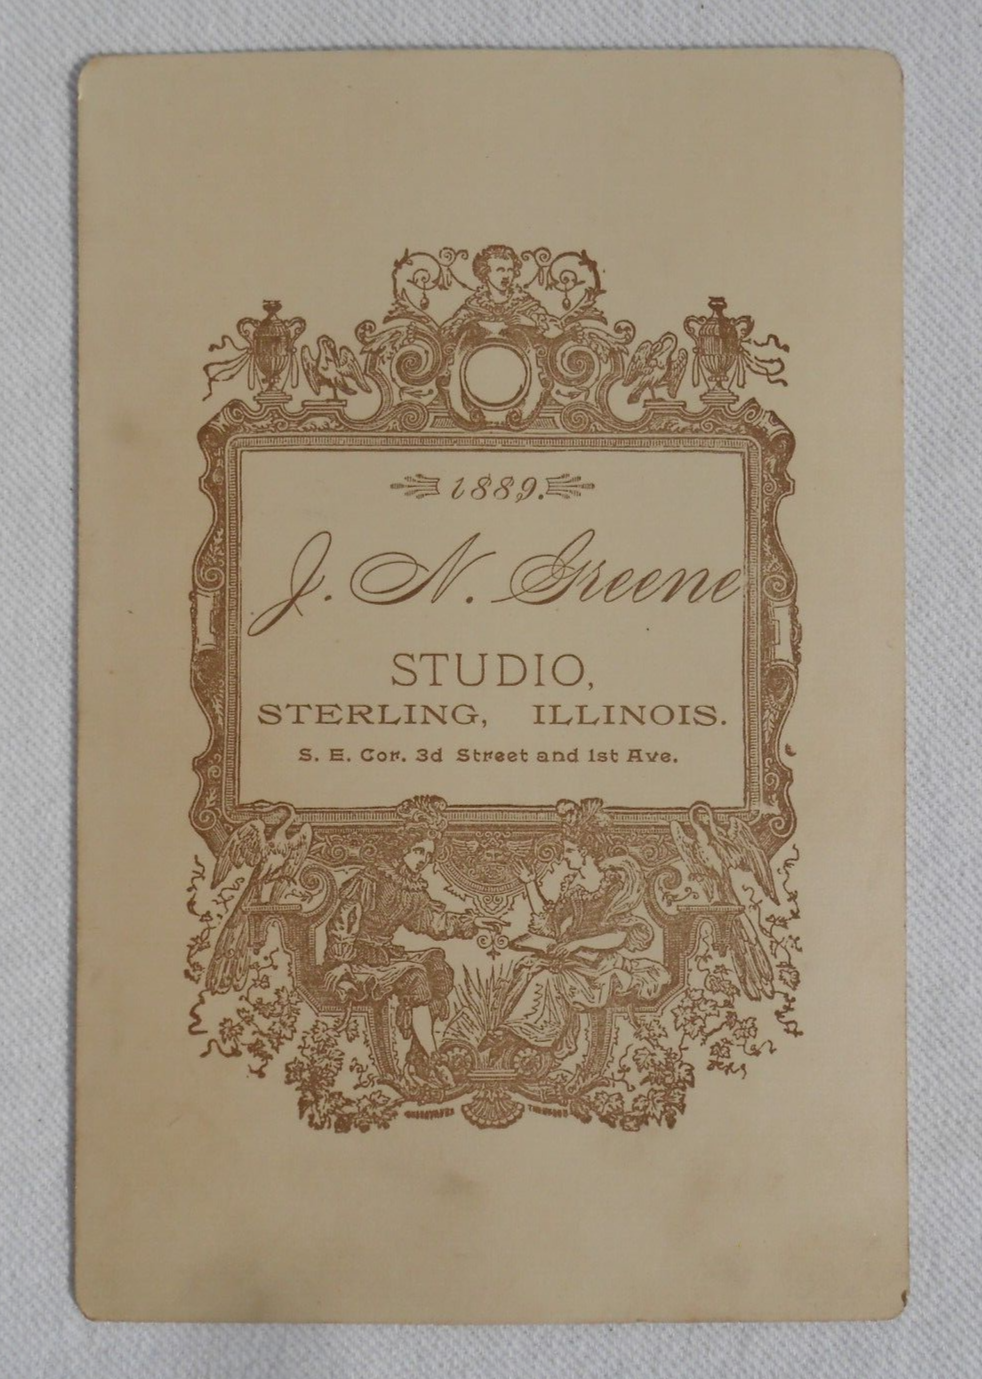 1889.
J. N. Greene
STUDIO,
STERLING, ILLINOIS.
S. E. Cor. 3d Street and 1st Ave.